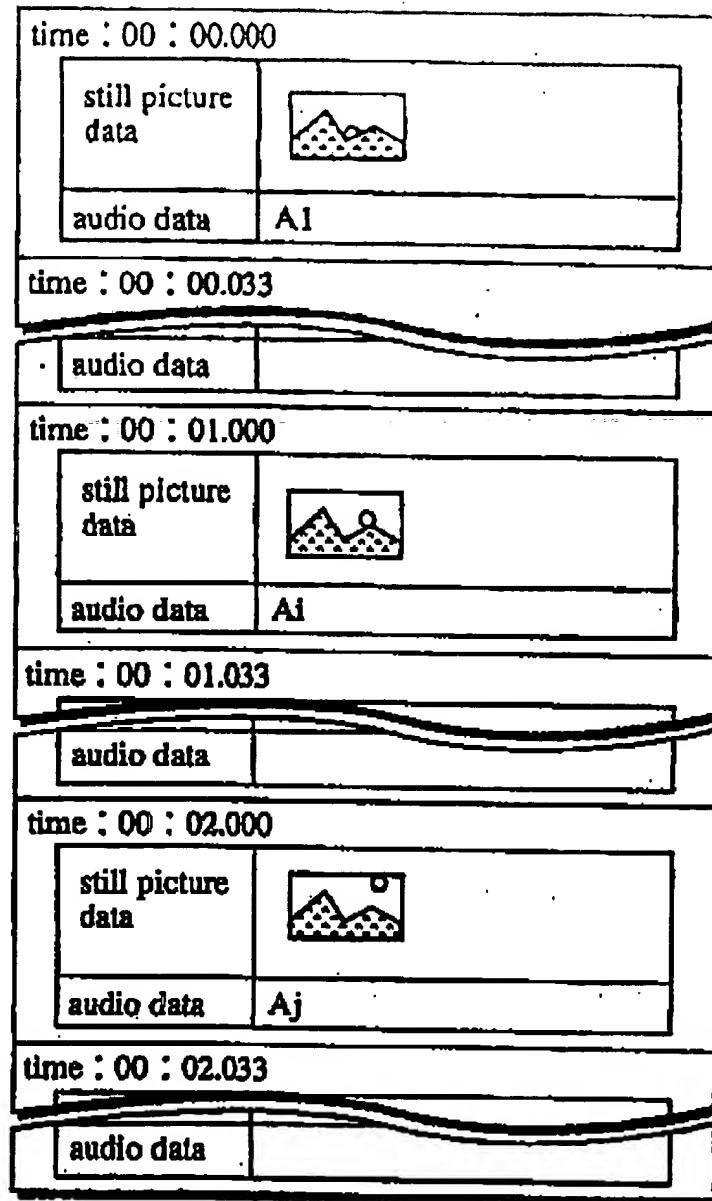 time : 00 : 00.000
still picture
data
audio data A1
time : 00 : 00.033
audio data
time : 00 : 01.000
still picture
data
audio data Ai
time : 00 : 01.033
audio data
time : 00 : 02.000
still picture
data
audio data Aj
time : 00 : 02.033
audio data